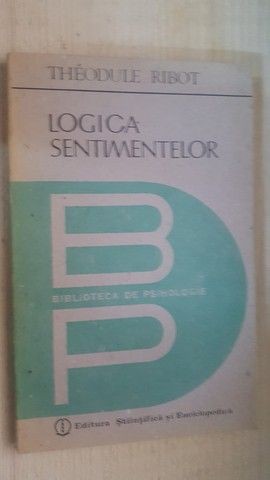 THÉODULE RIBOT
LOGICA
SENTIMENTELOR
B
BIBLIOTECA DE PSIHOLOGIE
P
Editura Științifică și Enciclopedică